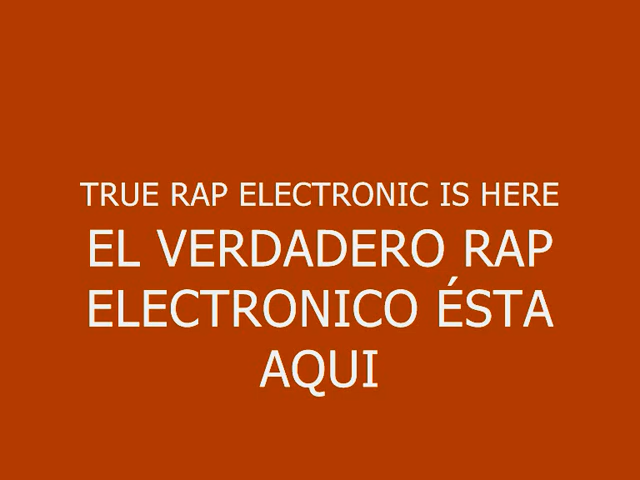 TRUE RAP ELECTRONIC IS HERE
EL VERDADERO RAP
ELECTRONICO ÉSTA
AQUI